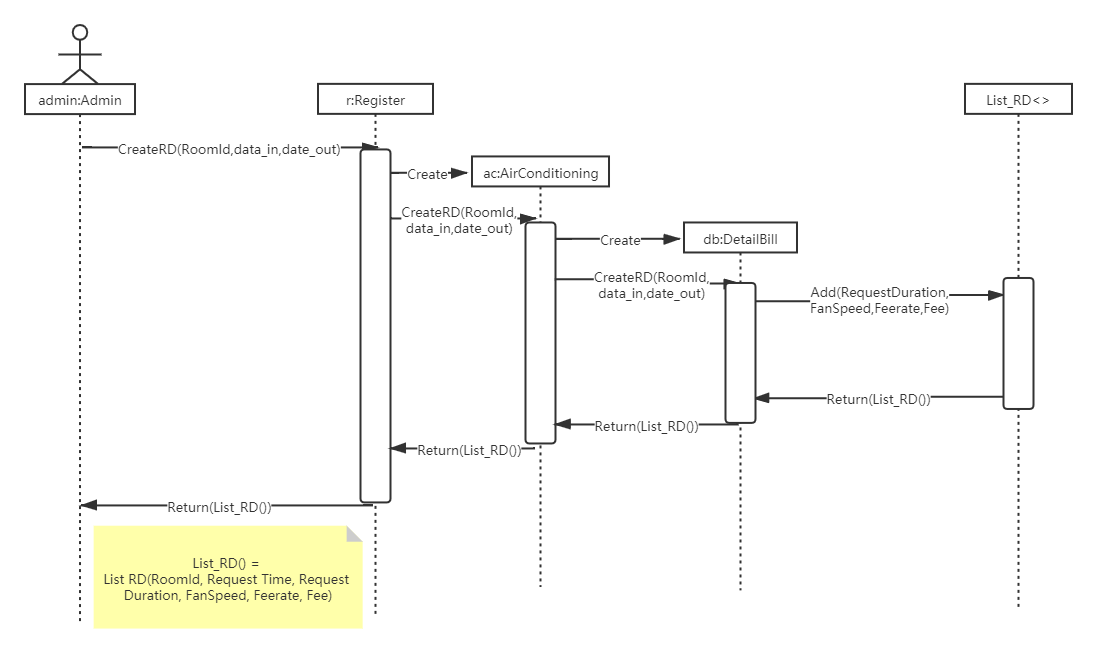 admin:Admin
r:Register
List_RD<>
CreateRD(RoomId,data_in,date_out)
Create
ac:AirConditioning
CreateRD(RoomId,
data_in,date_out)
Create
db:DetailBill
CreateRD(RoomId,
data_in,date_out)
Add(RequestDuration,
FanSpeed,Feerate,Fee)
Return(List_RD())
Return(List_RD())
Return(List_RD())
Return(List_RD())
List_RD() =
List RD(RoomId, Request Time, Request
Duration, FanSpeed, Feerate, Fee)